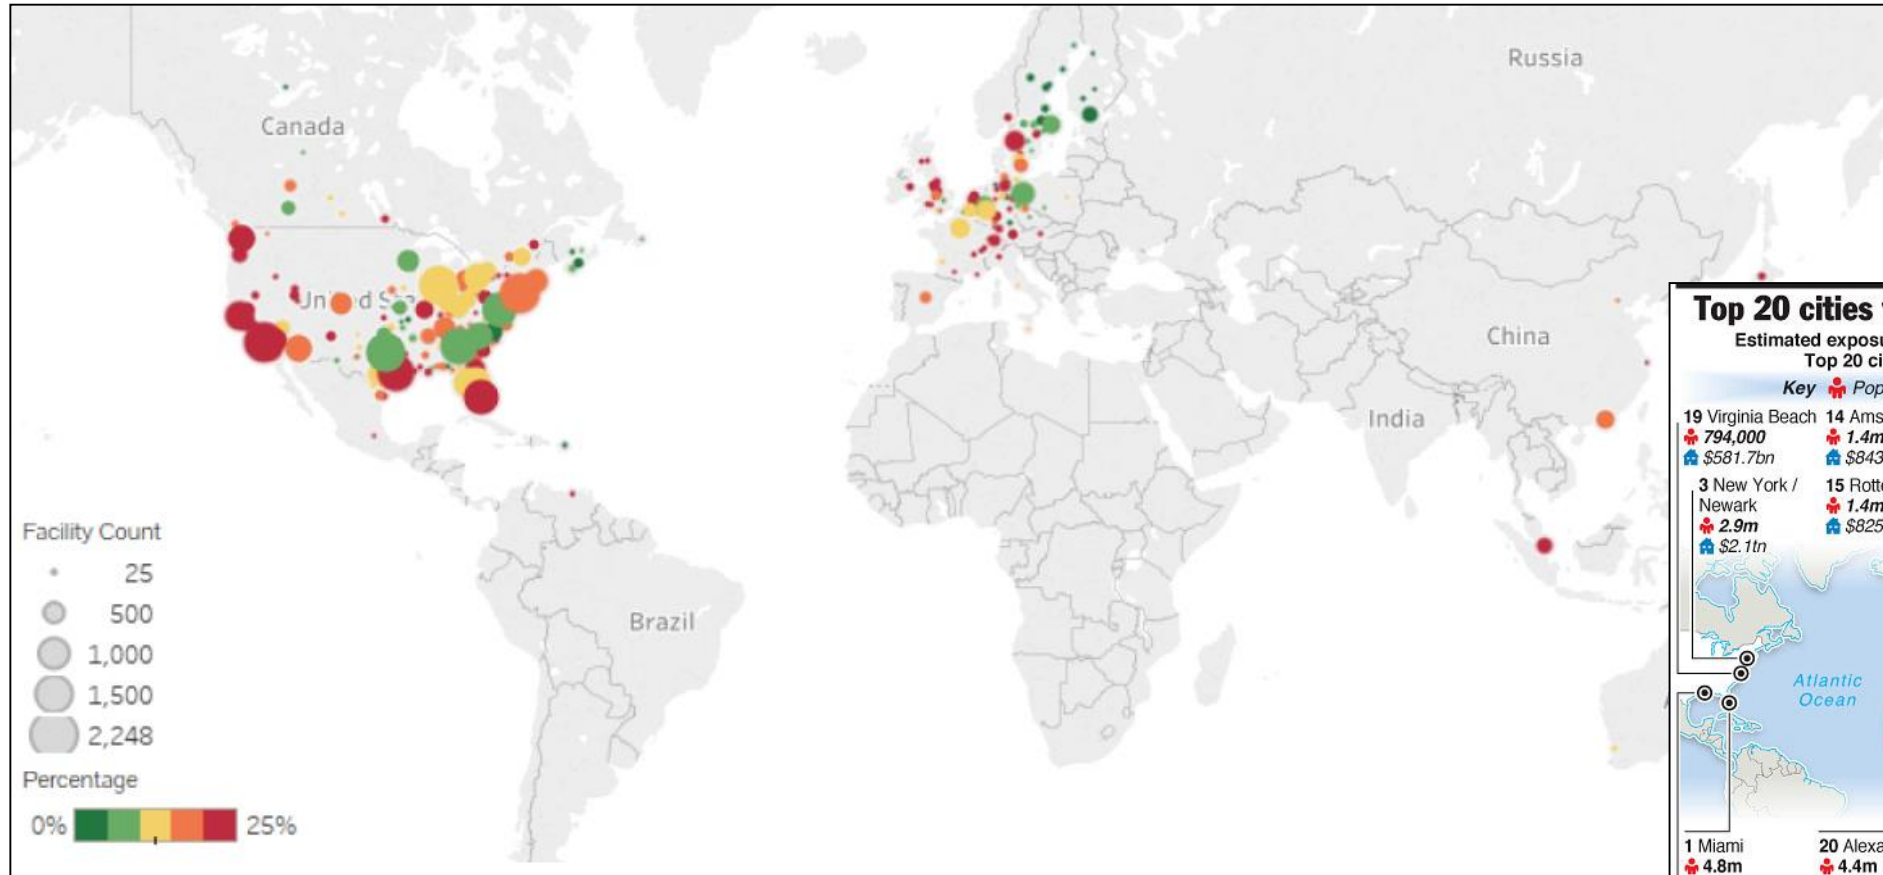 Russia
Canada
United Sta
China
India
Brazil
Facility Count
25
500
1,000
1,500
2,248
Percentage
0% 25%
Top 20 cities
Estimated exposu
Top 20 ci
Key Pop
19 Virginia Beach
794,000
$581.7bn
14 Ams
1.4m
$843
3 New York /
Newark
2.9m
$2.1tn
15 Rotte
1.4m
$825
Atlantic
Ocean
1 Miami
4.8m
20 Alexa
4.4m